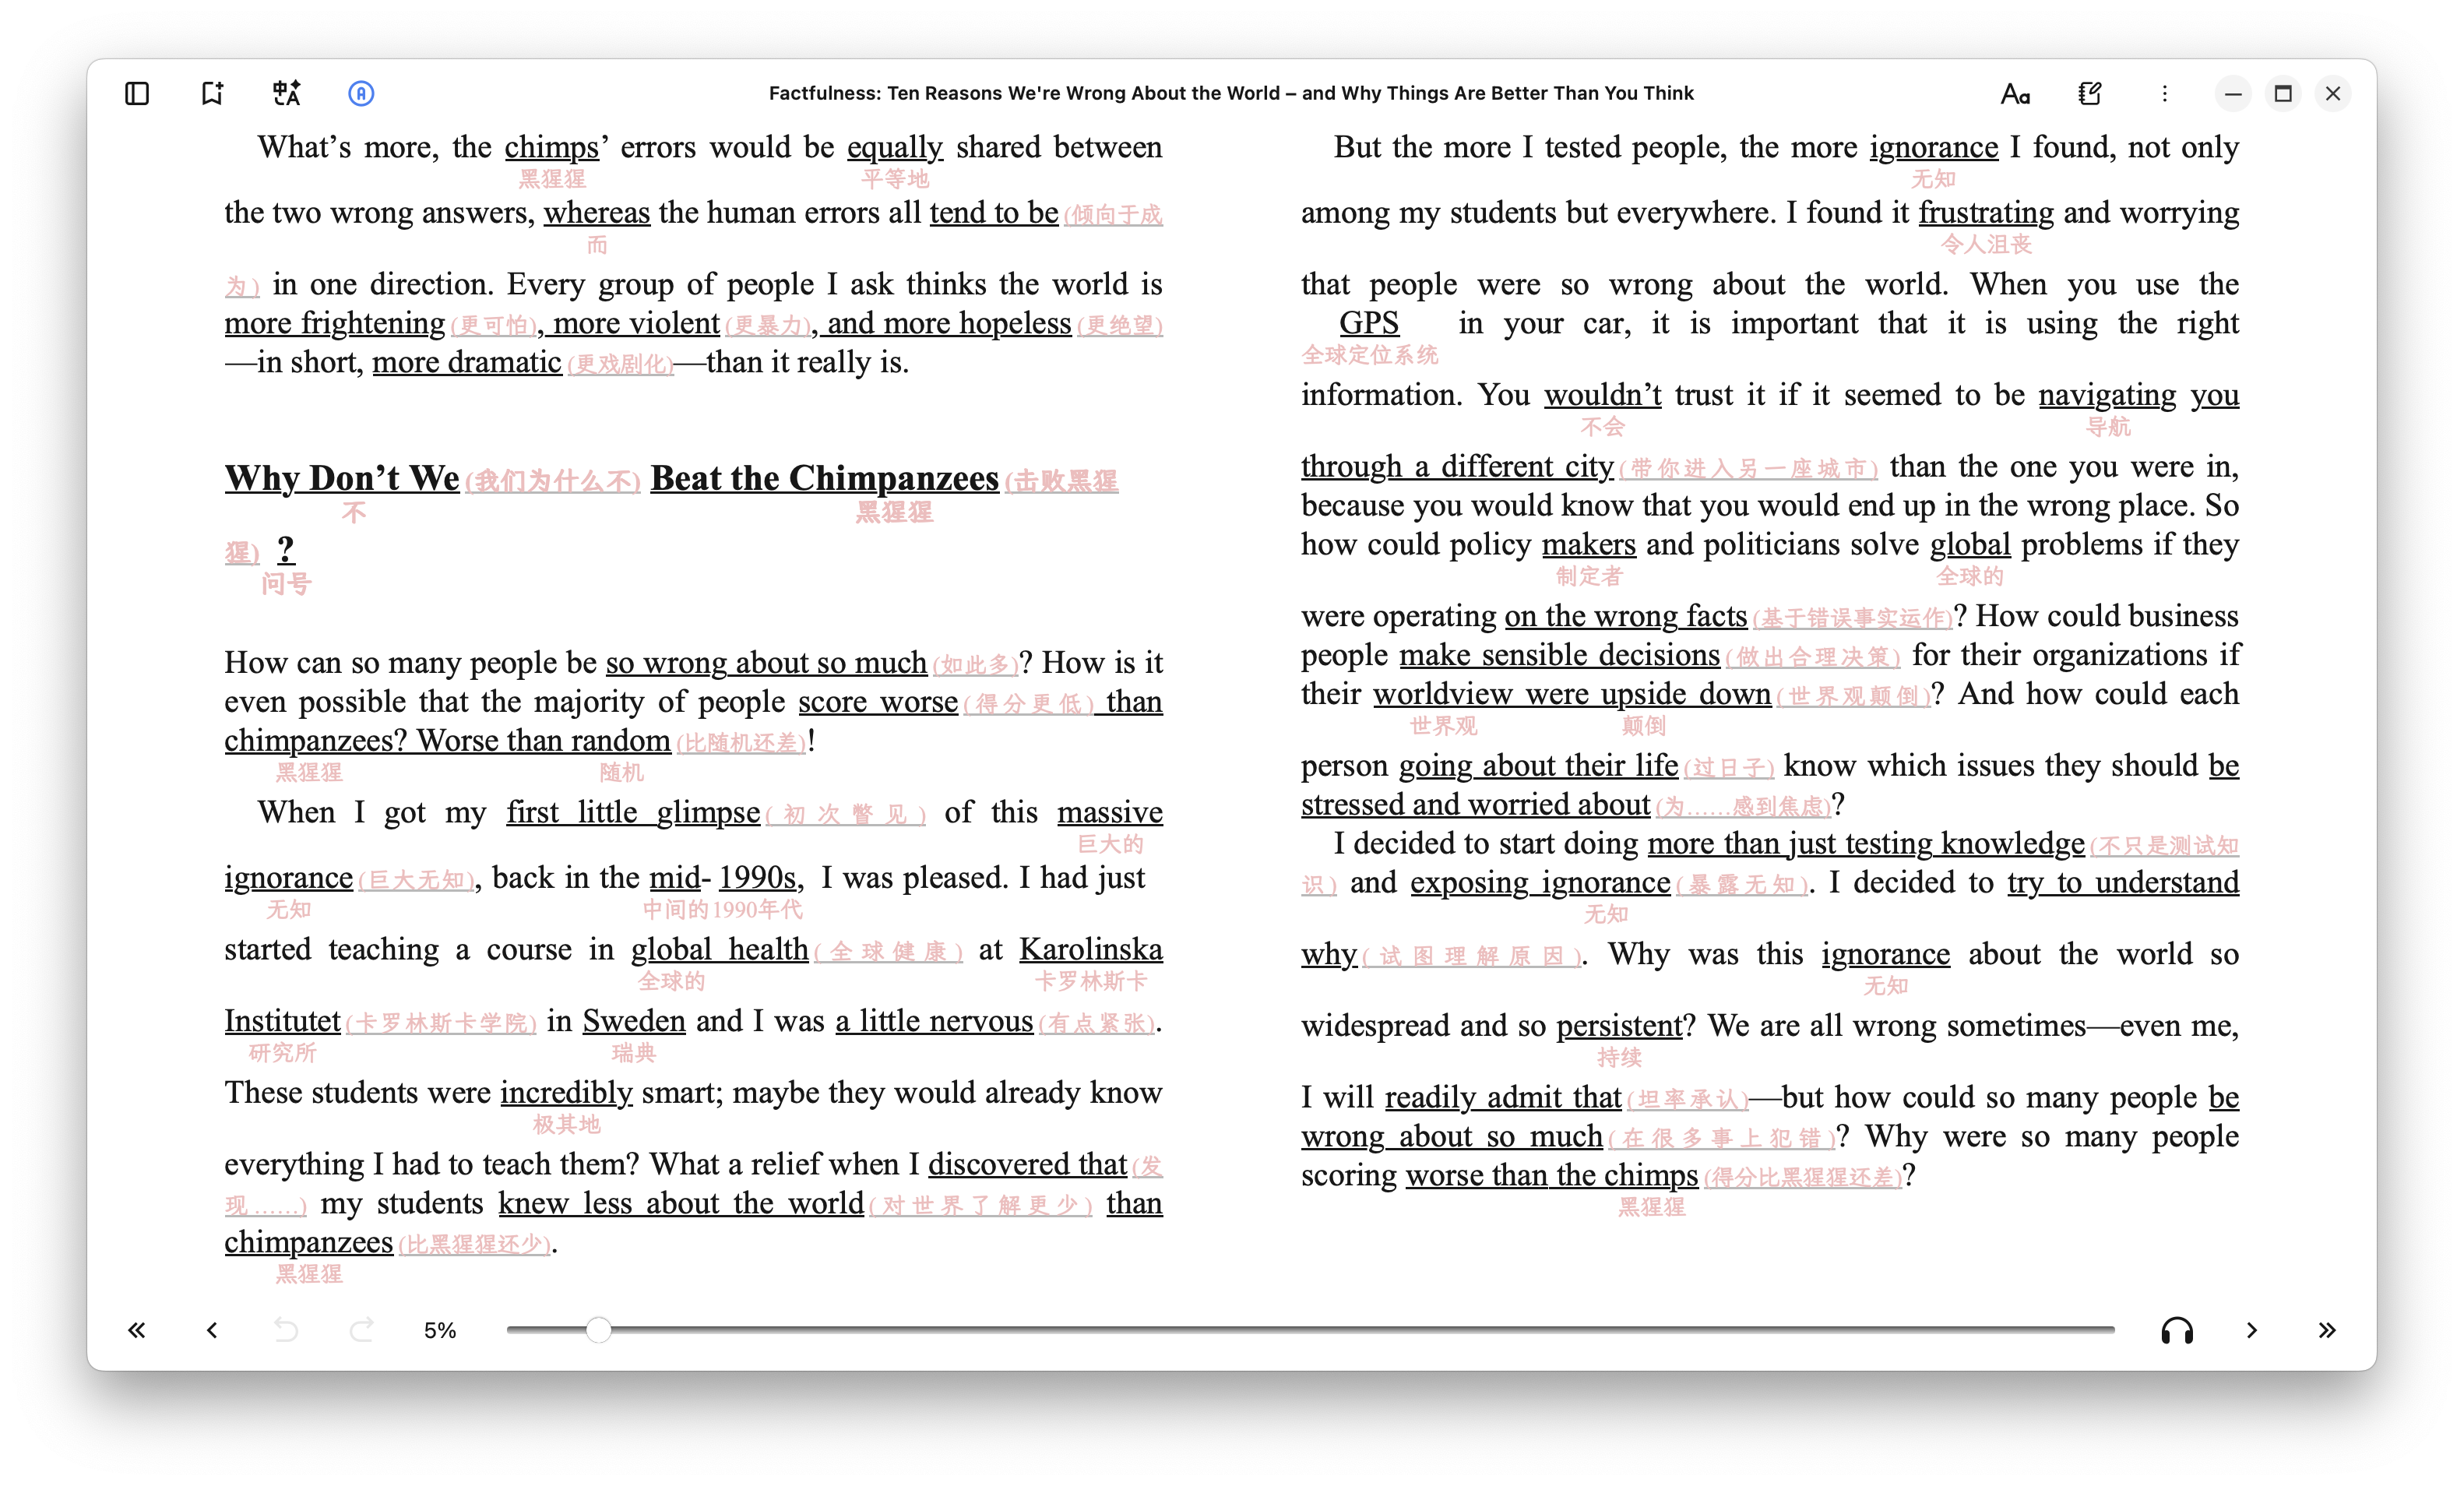 Factfulness: Ten Reasons We're Wrong About the World – and Why Things Are Better Than You Think
What’s more, the chimps’ errors would be equally shared between
黑猩猩 平等地
the two wrong answers, whereas the human errors all tend to be (倾向于成
而
为) in one direction. Every group of people I ask thinks the world is
more frightening (更可怕), more violent (更暴力), and more hopeless (更绝望)
—in short, more dramatic (更戏剧化)—than it really is.
Why Don’t We (我们为什么不) Beat the Chimpanzees (击败黑猩
不 黑猩猩
猩) ?
问号
How can so many people be so wrong about so much (如此多)? How is it
even possible that the majority of people score worse (得分更低) than
chimpanzees? Worse than random (比随机还差)!
黑猩猩 随机
When I got my first little glimpse (初次瞥见) of this massive
巨大的
ignorance (巨大无知), back in the mid- 1990s, I was pleased. I had just
无知 中间的1990年代
started teaching a course in global health (全球健康) at Karolinska
全球的 卡罗林斯卡
Institutet (卡罗林斯卡学院) in Sweden and I was a little nervous (有点紧张).
研究所 瑞典
These students were incredibly smart; maybe they would already know
极其地
everything I had to teach them? What a relief when I discovered that (发
现……) my students knew less about the world (对世界了解更少) than
chimpanzees (比黑猩猩还少).
黑猩猩
But the more I tested people, the more ignorance I found, not only
无知
among my students but everywhere. I found it frustrating and worrying
令人沮丧
that people were so wrong about the world. When you use the
GPS in your car, it is important that it is using the right
全球定位系统
information. You wouldn’t trust it if it seemed to be navigating you
不会 导航
through a different city (带你进入另一座城市) than the one you were in,
because you would know that you would end up in the wrong place. So
how could policy makers and politicians solve global problems if they
制定者 全球的
were operating on the wrong facts (基于错误事实运作)? How could business
people make sensible decisions (做出合理决策) for their organizations if
their worldview were upside down (世界观颠倒)? And how could each
世界观 颠倒
person going about their life (过日子) know which issues they should be
stressed and worried about (为……感到焦虑)?
I decided to start doing more than just testing knowledge (不只是测试知
识) and exposing ignorance (暴露无知). I decided to try to understand
无知
why (试图理解原因). Why was this ignorance about the world so
无知
widespread and so persistent? We are all wrong sometimes—even me,
持续
I will readily admit that (坦率承认)—but how could so many people be
wrong about so much (在很多事上犯错)? Why were so many people
scoring worse than the chimps (得分比黑猩猩还差)?
黑猩猩
5%